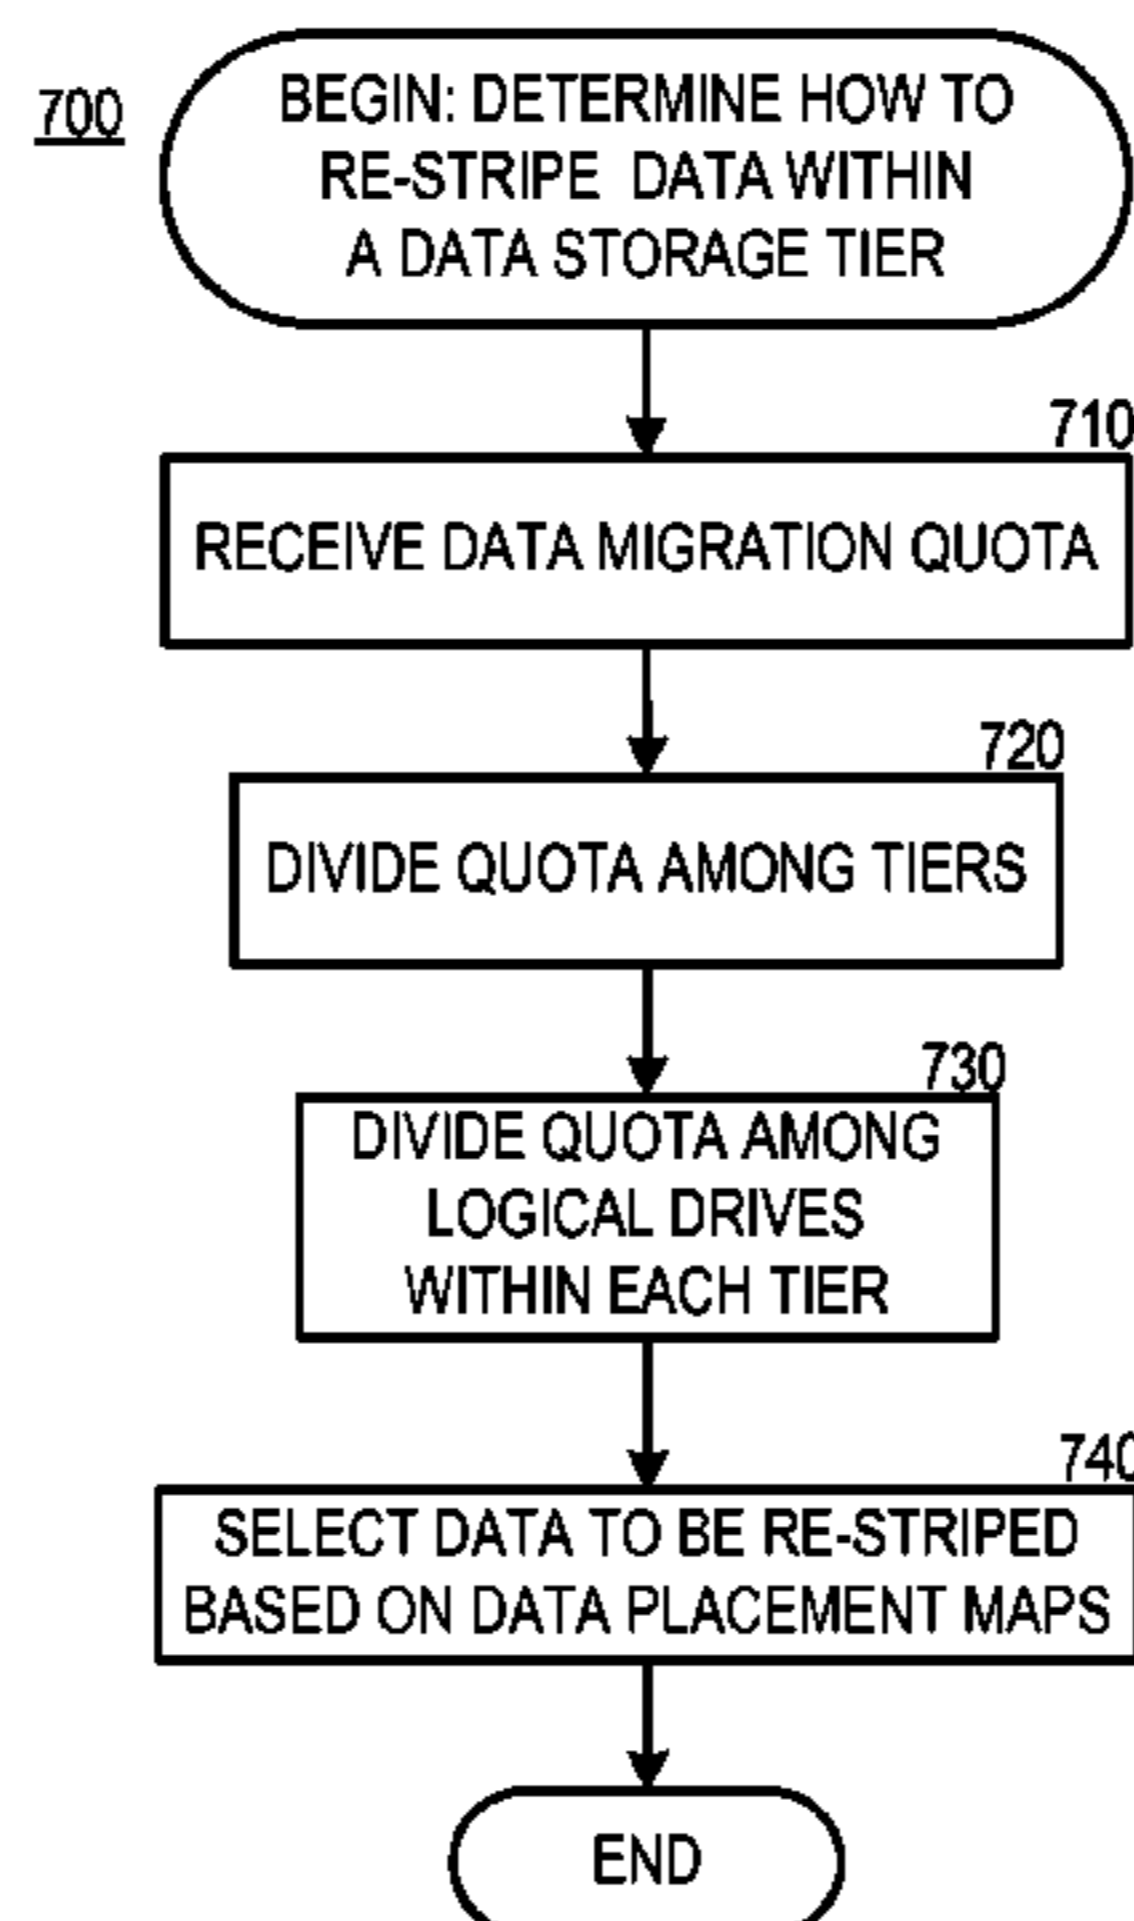 700
BEGIN: DETERMINE HOW TO
RE-STRIPE DATA WITHIN
A DATA STORAGE TIER
710
RECEIVE DATA MIGRATION QUOTA
720
DIVIDE QUOTA AMONG TIERS
730
DIVIDE QUOTA AMONG
LOGICAL DRIVES
WITHIN EACH TIER
740
SELECT DATA TO BE RE-STRIPED
BASED ON DATA PLACEMENT MAPS
END